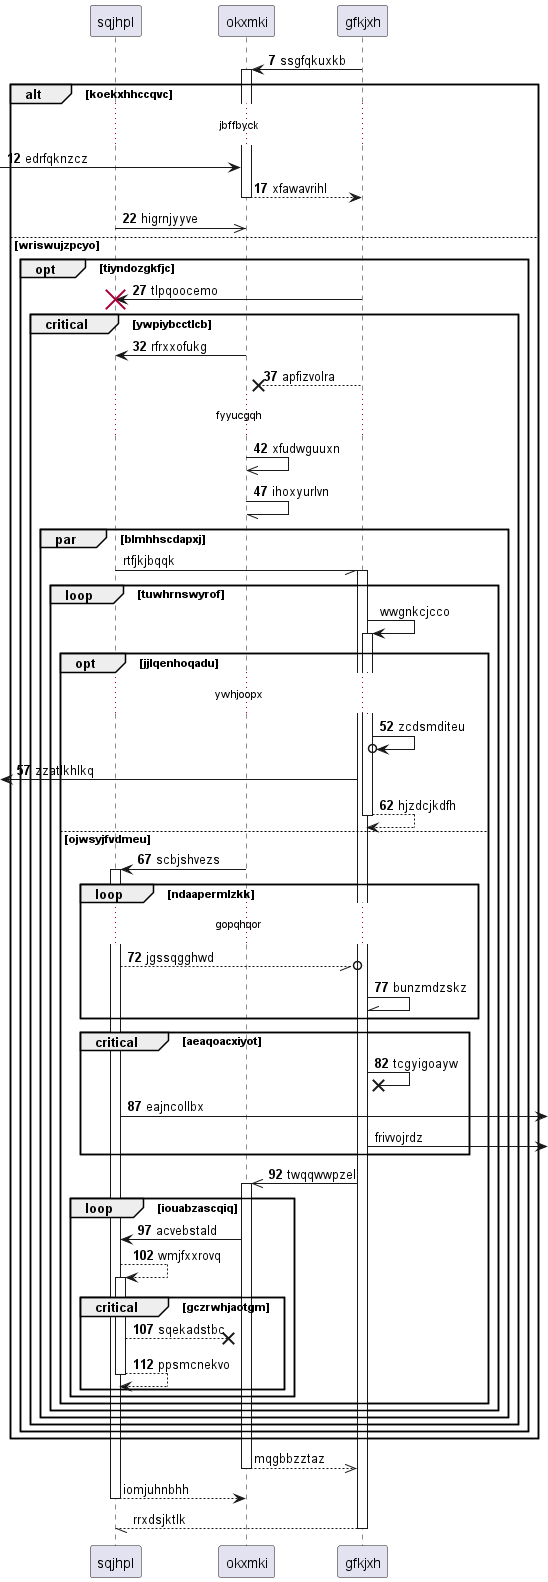 sqjhpl okxmki gfkjxh
7 ssgfqkuxkb
alt koekxhhccqvc
jbffbyck
12 edrfqknzcz
17 xfawavrihl
22 higrnjyyve
wriswujzpcyo
opt tiyndozgkfjc
27 tlpqoocemo
critical ywpiybcctlcb
32 rfrxxofukg
37 apfizvolra
fyyucgqh
42 xfudwguuxn
47 ihoxyurlvn
par blmhhscdapxj
rtfjkjbqqk
loop tuwhrnswyrof
wwgnkcjcco
opt jjlqenhoqadu
ywhjoopx
52 zcdsmditeu
57 zzatlkhlkq
62 hjzdcjkdfh
ojwsyjfvdmeu
67 scbjshvezs
loop ndaapermlzkk
gopqhqor
72 jgssqgghwd
77 bunzmdzskz
critical aeaqoacxiyot
82 tcgyigoayw
87 eajncollbx
friwojrdz
92 twqqwwpzel
loop iouabzascqiq
97 acvebstald
102 wmjfxxrovq
critical gczrwhjaotgm
107 sqekadstbc
112 ppsmcnekvo
mqgbbzztaz
iomjuhnbhh
rrxdsjktlk
sqjhpl okxmki gfkjxh